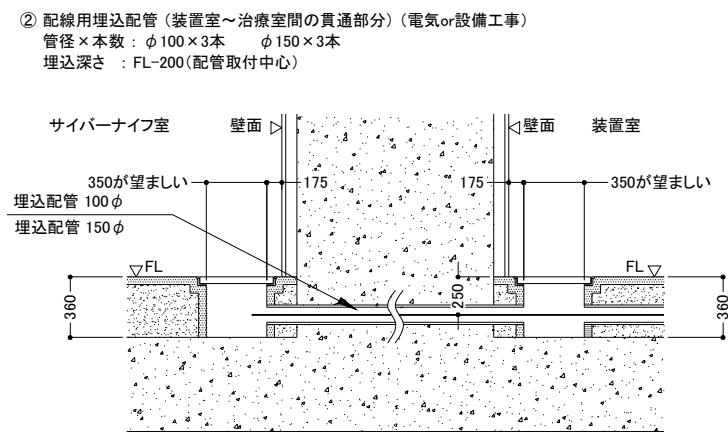 ② 配線用埋込配管（装置室～治療室間の貫通部分）（電気or設備工事）
管径×本数 : φ100×3本 φ150×3本
埋込深さ : FL-200(配管取付中心)
サイバーナイフ室 壁面 壁面 装置室
350が望ましい 175 175 350が望ましい
埋込配管 100φ
埋込配管 150φ
FL FL
360 250 360